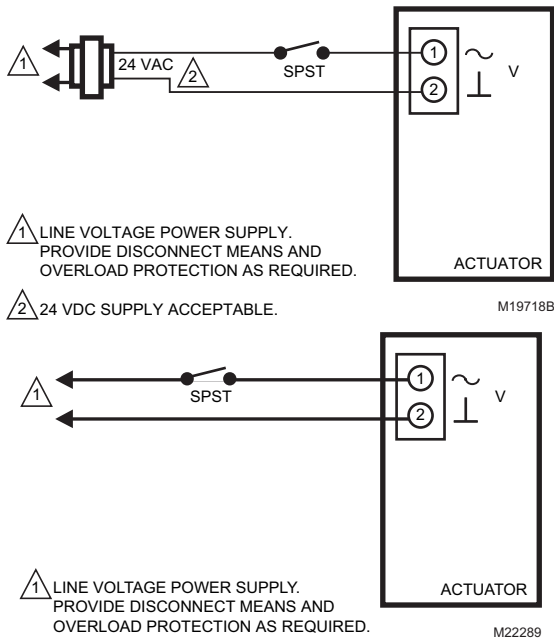 1
24 VAC
2
SPST
1
2
V
ACTUATOR
1 LINE VOLTAGE POWER SUPPLY.
PROVIDE DISCONNECT MEANS AND
OVERLOAD PROTECTION AS REQUIRED.
2 24 VDC SUPPLY ACCEPTABLE.
M19718B
1
SPST
1
2
V
ACTUATOR
1 LINE VOLTAGE POWER SUPPLY.
PROVIDE DISCONNECT MEANS AND
OVERLOAD PROTECTION AS REQUIRED.
M22289